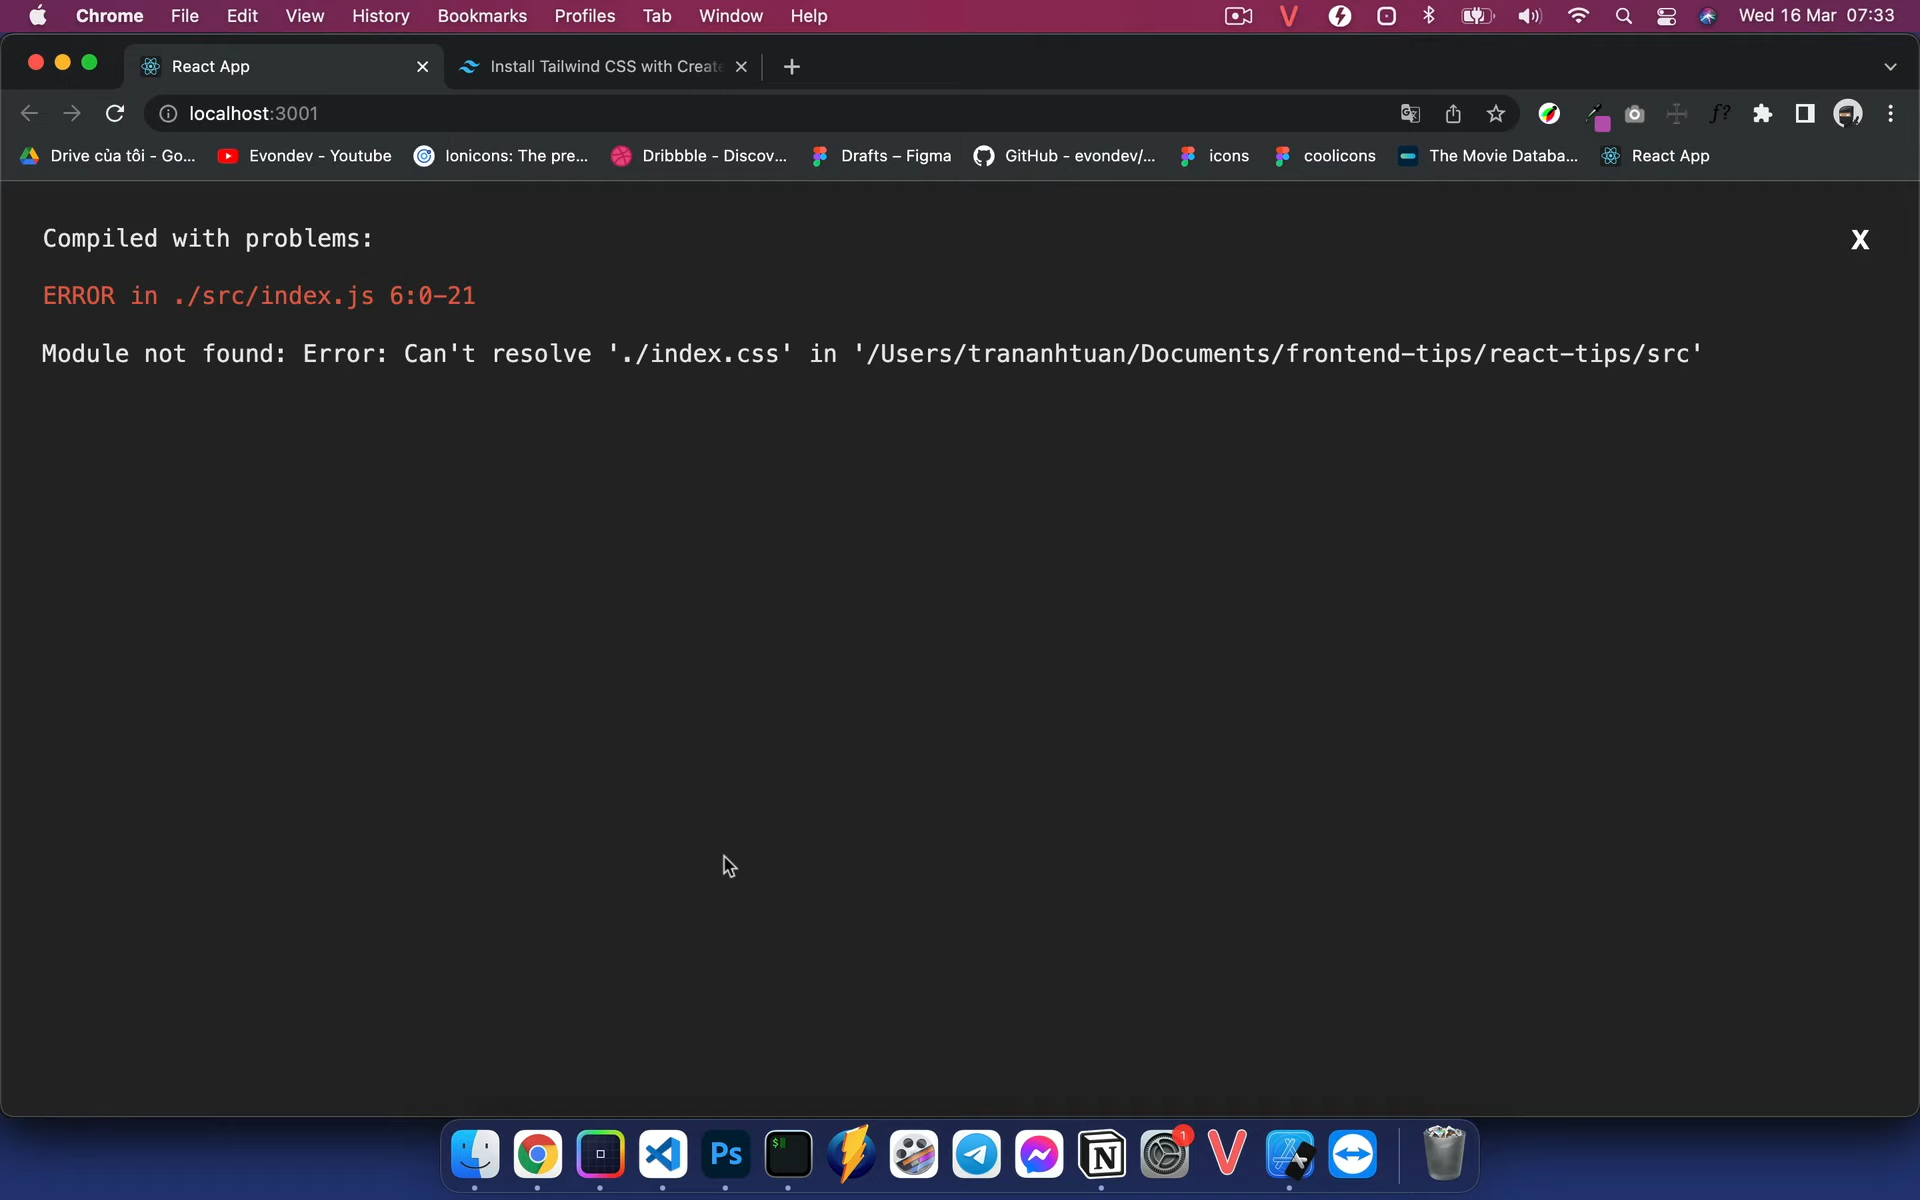 Chrome File Edit View History Bookmarks Profiles Tab Window Help Wed 16 Mar 07:33
React App Install Tailwind CSS with Create
localhost:3001
Drive của tôi - Go... Evondev - Youtube Ionicons: The pre... Dribbble - Discov... Drafts – Figma GitHub - evondev/... icons coolicons The Movie Databa... React App
Compiled with problems: X
ERROR in ./src/index.js 6:0-21
Module not found: Error: Can't resolve './index.css' in '/Users/trananhtuan/Documents/frontend-tips/react-tips/src'
Ps
1